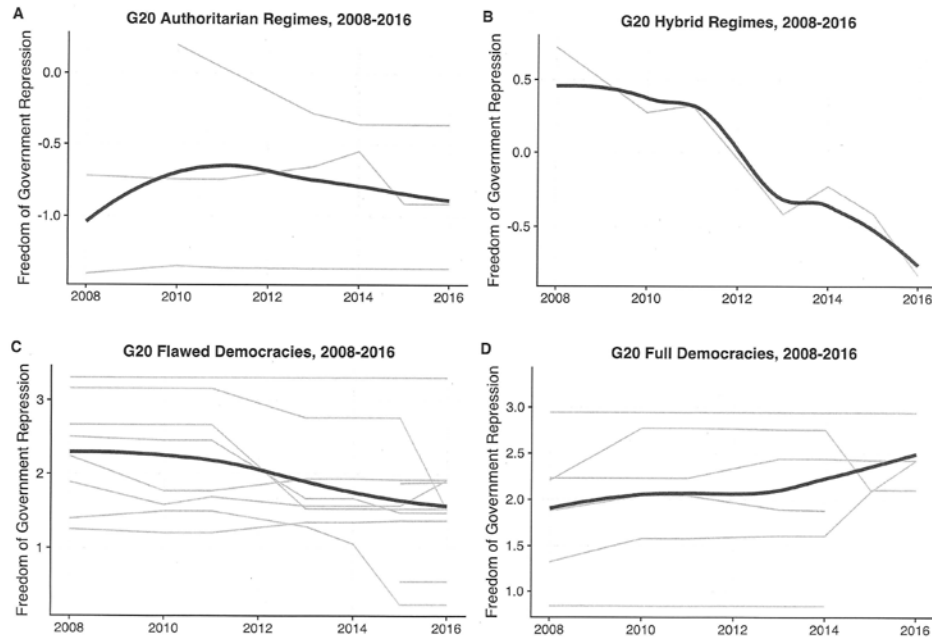 A
G20 Authoritarian Regimes, 2008-2016
Freedom of Government Repression
0.0
-0.5
-1.0
2008 2010 2012 2014 2016
B
G20 Hybrid Regimes, 2008-2016
Freedom of Government Repression
0.5
0.0
-0.5
2008 2010 2012 2014 2016
C
G20 Flawed Democracies, 2008-2016
Freedom of Government Repression
3
2
1
2008 2010 2012 2014 2016
D
G20 Full Democracies, 2008-2016
Freedom of Government Repression
3.0
2.5
2.0
1.5
1.0
2008 2010 2012 2014 2016